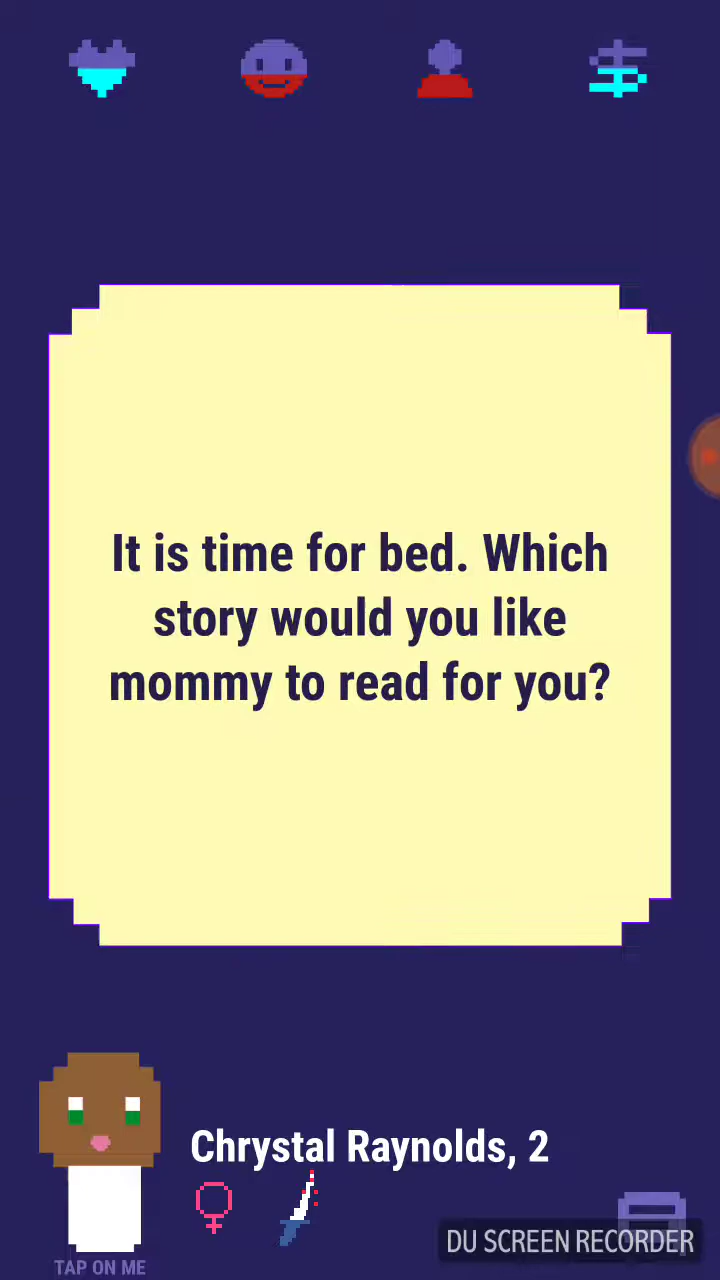 It is time for bed. Which
story would you like
mommy to read for you?
Chrystal Raynolds, 2
TAP ON ME
DU SCREEN RECORDER